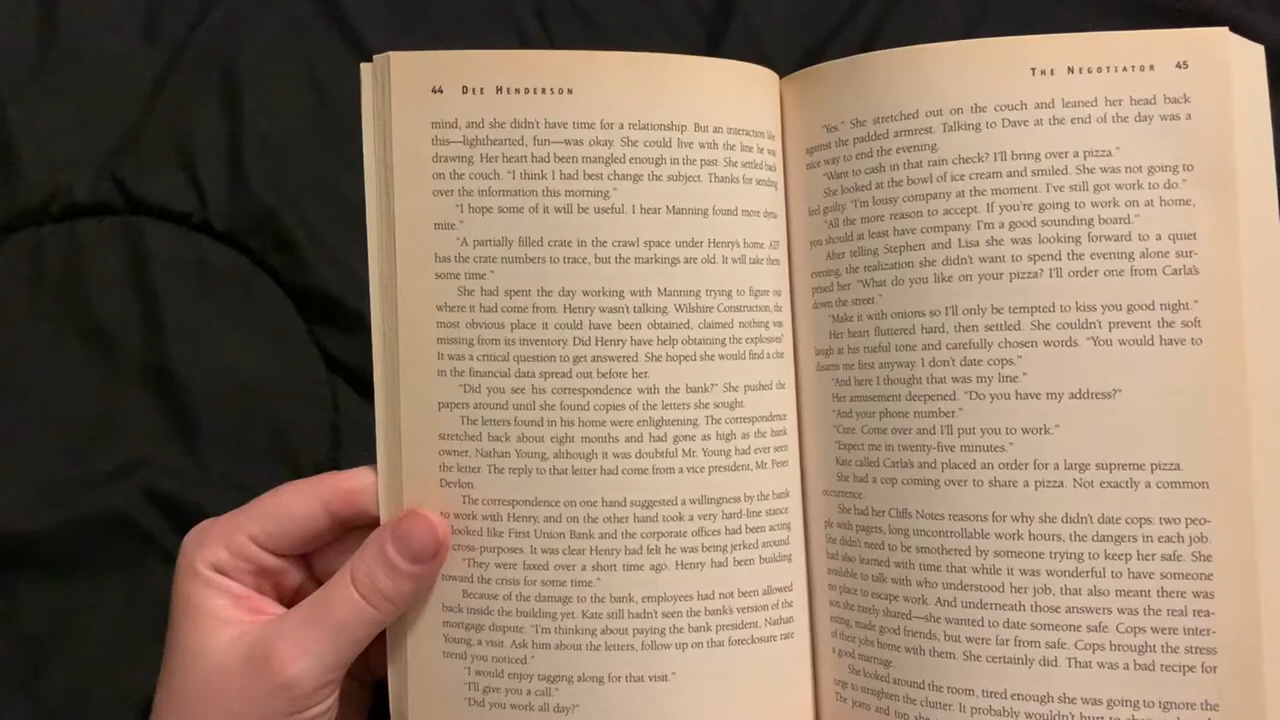 44 DEE HENDERSON
mind, and she didn't have time for a relationship. But an interaction like
this—lighthearted, fun—was okay. She could live with the line he was
drawing. Her heart had been mangled enough in the past. She settled back
on the couch. "I think I had best change the subject. Thanks for sending
over the information this morning."
"I hope some of it will be useful. I hear Manning found more dyna-
mite."
"A partially filled crate in the crawl space under Henry's home. ATF
has the crate numbers to trace, but the markings are old. It will take them
some time."
She had spent the day working with Manning trying to figure out
where it had come from. Henry wasn't talking. Wilshire Construction, the
most obvious place it could have been obtained, claimed nothing was
missing from its inventory. Did Henry have help obtaining the explosives?
It was a critical question to get answered. She hoped she would find a clue
in the financial data spread out before her.
"Did you see his correspondence with the bank?" She pushed the
papers around until she found copies of the letters she sought.
The letters found in his home were enlightening. The correspondence
stretched back about eight months and had gone as high as the bank
owner, Nathan Young, although it was doubtful Mr. Young had ever seen
the letter. The reply to that letter had come from a vice president, Mr. Peter
Devlon.
The correspondence on one hand suggested a willingness by the bank
to work with Henry, and on the other hand took a very hard-line stance
looked like First Union Bank and the corporate offices had been acting
cross-purposes. It was clear Henry had felt he was being jerked around.
"They were faxed over a short time ago. Henry had been building
toward the crisis for some time."
Because of the damage to the bank, employees had not been allowed
back inside the building yet. Kate still hadn't seen the bank's version of the
mortgage dispute. "I'm thinking about paying the bank president, Nathan
Young, a visit. Ask him about the letters, follow up on that foreclosure rate
trend you noticed."
"I would enjoy tagging along for that visit."
"I'll give you a call."
"Did you work all day?"
THE NEGOTIATOR 45
"Yes." She stretched out on the couch and leaned her head back
against the padded armrest. Talking to Dave at the end of the day was a
nice way to end the evening.
"Want to cash in that rain check? I'll bring over a pizza."
She looked at the bowl of ice cream and smiled. She was not going to
feel guilty. "I'm lousy company at the moment. I've still got work to do."
"All the more reason to accept. If you're going to work on at home,
you should at least have company. I'm a good sounding board."
After telling Stephen and Lisa she was looking forward to a quiet
evening, the realization she didn't want to spend the evening alone sur-
prised her. "What do you like on your pizza? I'll order one from Carla's
down the street."
"Make it with onions so I'll only be tempted to kiss you good night."
Her heart fluttered hard, then settled. She couldn't prevent the soft
laugh at his rueful tone and carefully chosen words. "You would have to
disarm me first anyway. I don't date cops."
"And here I thought that was my line."
Her amusement deepened. "Do you have my address?"
"And your phone number."
"Cute. Come over and I'll put you to work."
"Expect me in twenty-five minutes."
Kate called Carla's and placed an order for a large supreme pizza.
She had a cop coming over to share a pizza. Not exactly a common
occurrence.
She had her Cliffs Notes reasons for why she didn't date cops: two peo-
ple with pagers, long uncontrollable work hours, the dangers in each job.
She didn't need to be smothered by someone trying to keep her safe. She
had also learned with time that while it was wonderful to have someone
available to talk with who understood her job, that also meant there was
no place to escape work. And underneath those answers was the real rea-
son she rarely shared—she wanted to date someone safe. Cops were inter-
esting, made good friends, but were far from safe. Cops brought the stress
of their jobs home with them. She certainly did. That was a bad recipe for
a good marriage.
She looked around the room, tired enough she was going to ignore the
urge to straighten the clutter. It probably wouldn't hurt to
The jeans and top she